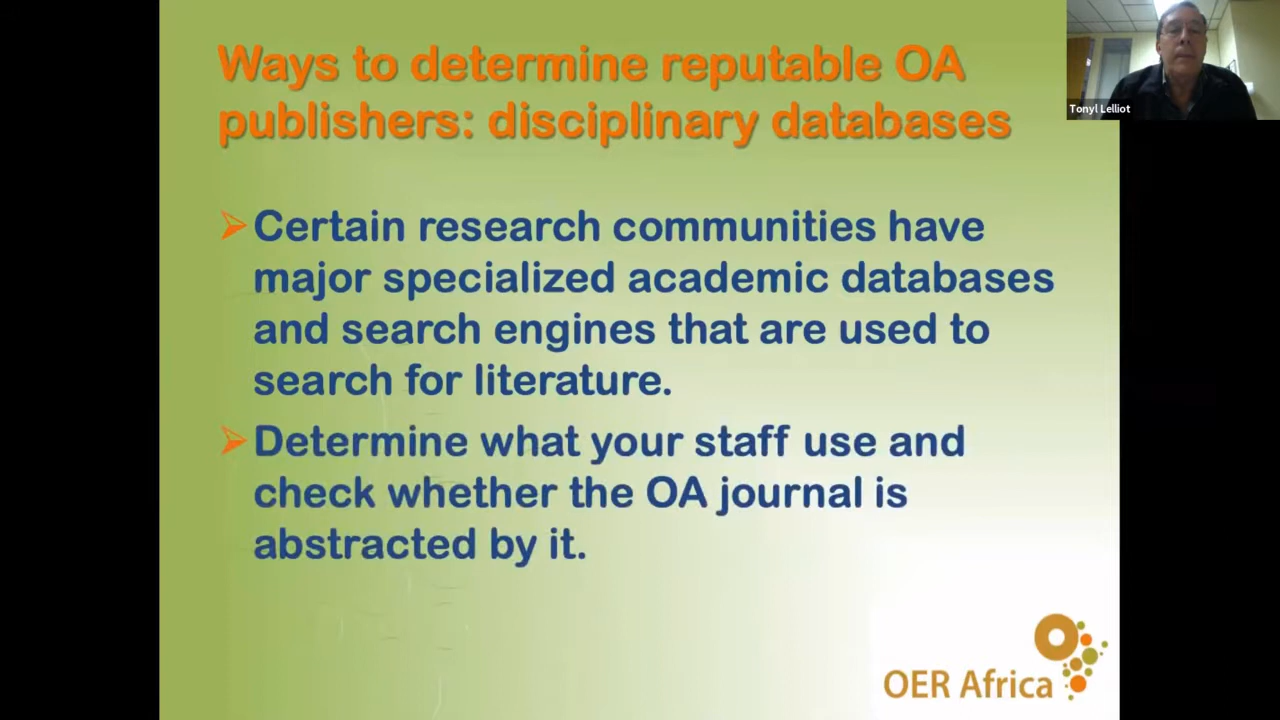 Ways to determine reputable OA
publishers: disciplinary databases
Tonyl Lelliot
Certain research communities have
major specialized academic databases
and search engines that are used to
search for literature.
Determine what your staff use and
check whether the OA journal is
abstracted by it.
OER Africa